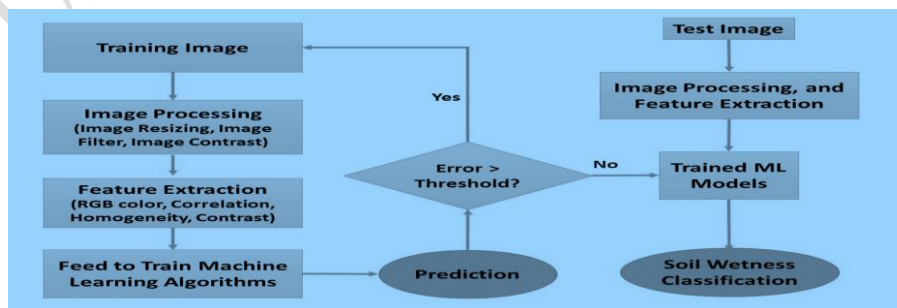 Training Image
Image Processing
(Image Resizing, Image
Filter, Image Contrast)
Feature Extraction
(RGB color, Correlation,
Homogeneity, Contrast)
Feed to Train Machine
Learning Algorithms
Prediction
Error >
Threshold?
Yes
No
Test Image
Image Processing, and
Feature Extraction
Trained ML
Models
Soil Wetness
Classification